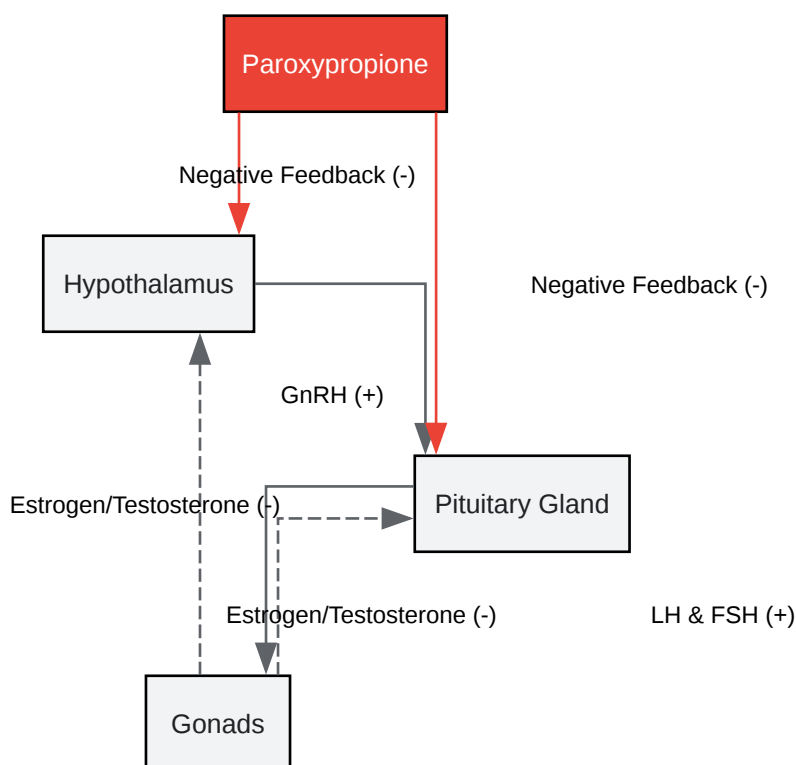 Paroxypropione
Negative Feedback (-)
Hypothalamus
Negative Feedback (-)
GnRH (+)
Estrogen/Testosterone (-)
Pituitary Gland
Estrogen/Testosterone (-)
LH & FSH (+)
Gonads